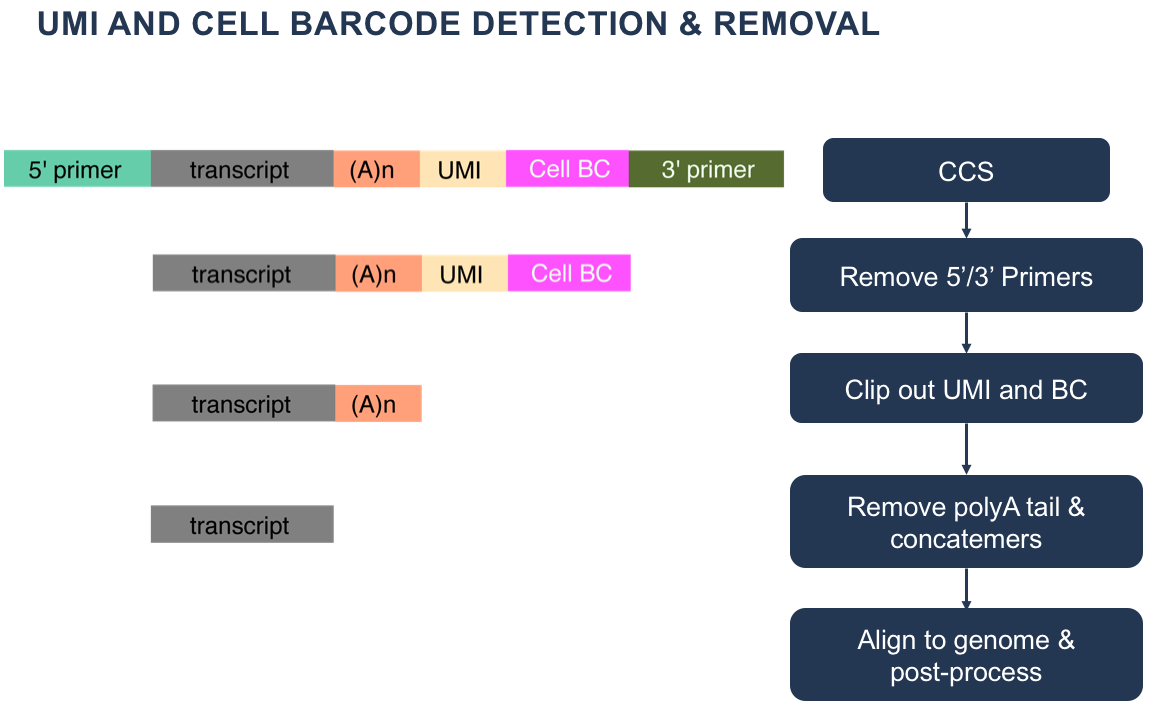 UMI AND CELL BARCODE DETECTION & REMOVAL
5' primer transcript (A)n UMI Cell BC 3' primer
CCS
transcript (A)n UMI Cell BC
Remove 5’/3’ Primers
transcript (A)n
Clip out UMI and BC
transcript
Remove polyA tail &
concatemers
Align to genome &
post-process